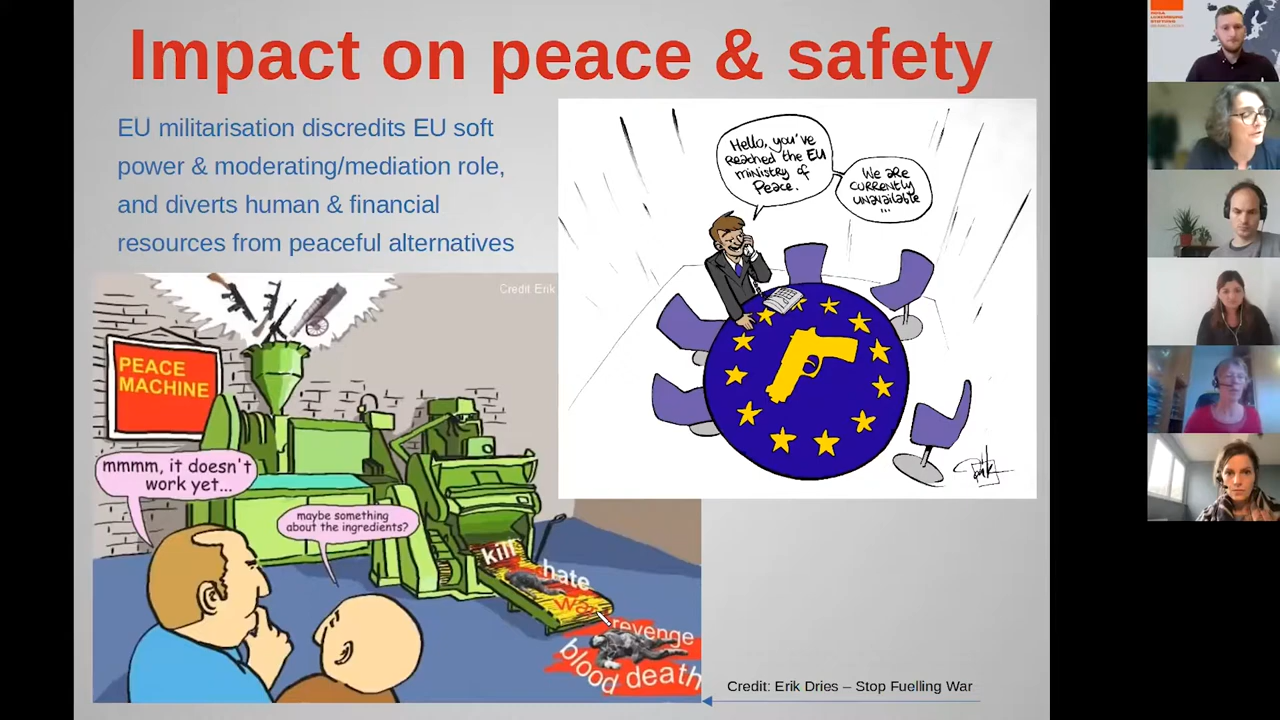 Impact on peace & safety
EU militarisation discredits EU soft
power & moderating/mediation role,
and diverts human & financial
resources from peaceful alternatives
Hello, you've
reached the EU
ministry of
Peace.
We are
currently
unavailable
...
Credit Erik
PEACE
MACHINE
mmmm, it doesn't
work yet...
maybe something
about the ingredients?
kill
hate
war
revenge
blood death
Credit: Erik Dries – Stop Fuelling War